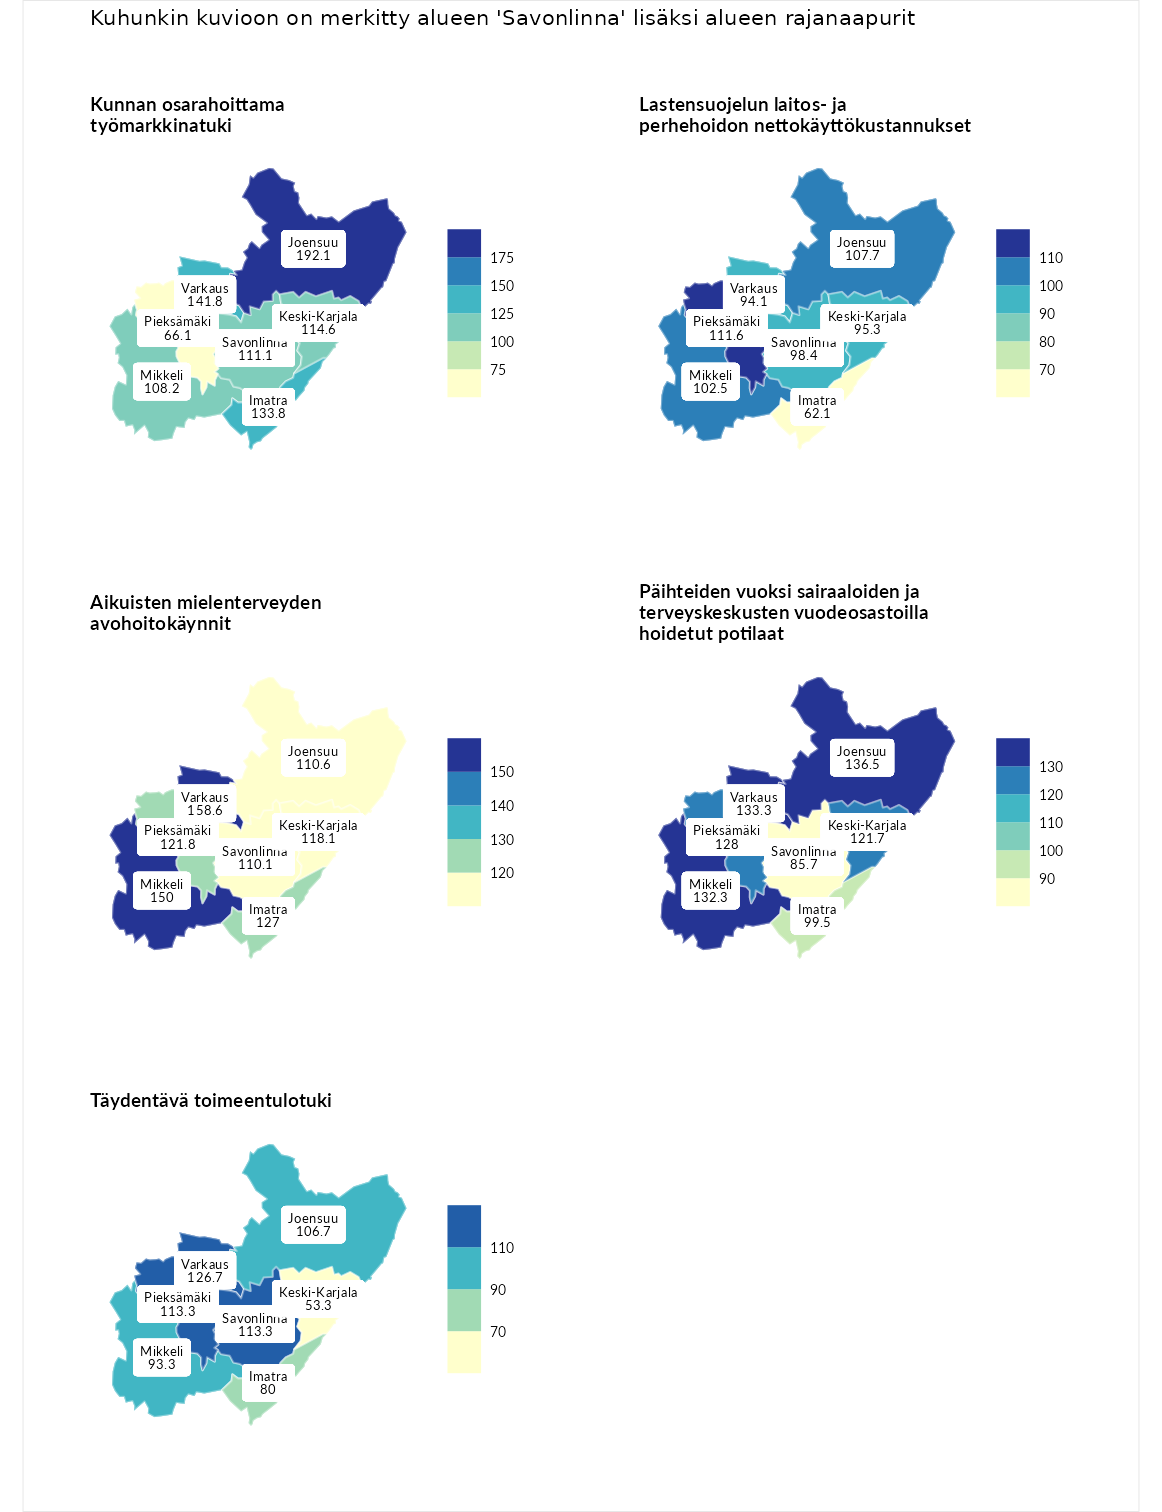 Kuhunkin kuvioon on merkitty alueen 'Savonlinna' lisäksi alueen rajanaapurit
Kunnan osarahoittama
työmarkkinatuki
Joensuu
192.1
Varkaus
141.8
Keski-Karjala
114.6
Pieksämäki
66.1
Savonlinna
111.1
Mikkeli
108.2
Imatra
133.8
175
150
125
100
75
Lastensuojelun laitos- ja
perhehoidon nettokäyttökustannukset
Joensuu
107.7
Varkaus
94.1
Keski-Karjala
95.3
Pieksämäki
111.6
Savonlinna
98.4
Mikkeli
102.5
Imatra
62.1
110
100
90
80
70
Aikuisten mielenterveyden
avohoitokäynnit
Joensuu
110.6
Varkaus
158.6
Keski-Karjala
118.1
Pieksämäki
121.8
Savonlinna
110.1
Mikkeli
150
Imatra
127
150
140
130
120
Päihteiden vuoksi sairaaloiden ja
terveyskeskusten vuodeosastoilla
hoidetut potilaat
Joensuu
136.5
Varkaus
133.3
Keski-Karjala
121.7
Pieksämäki
128
Savonlinna
85.7
Mikkeli
132.3
Imatra
99.5
130
120
110
100
90
Täydentävä toimeentulotuki
Joensuu
106.7
Varkaus
126.7
Keski-Karjala
53.3
Pieksämäki
113.3
Savonlinna
113.3
Mikkeli
93.3
Imatra
80
110
90
70